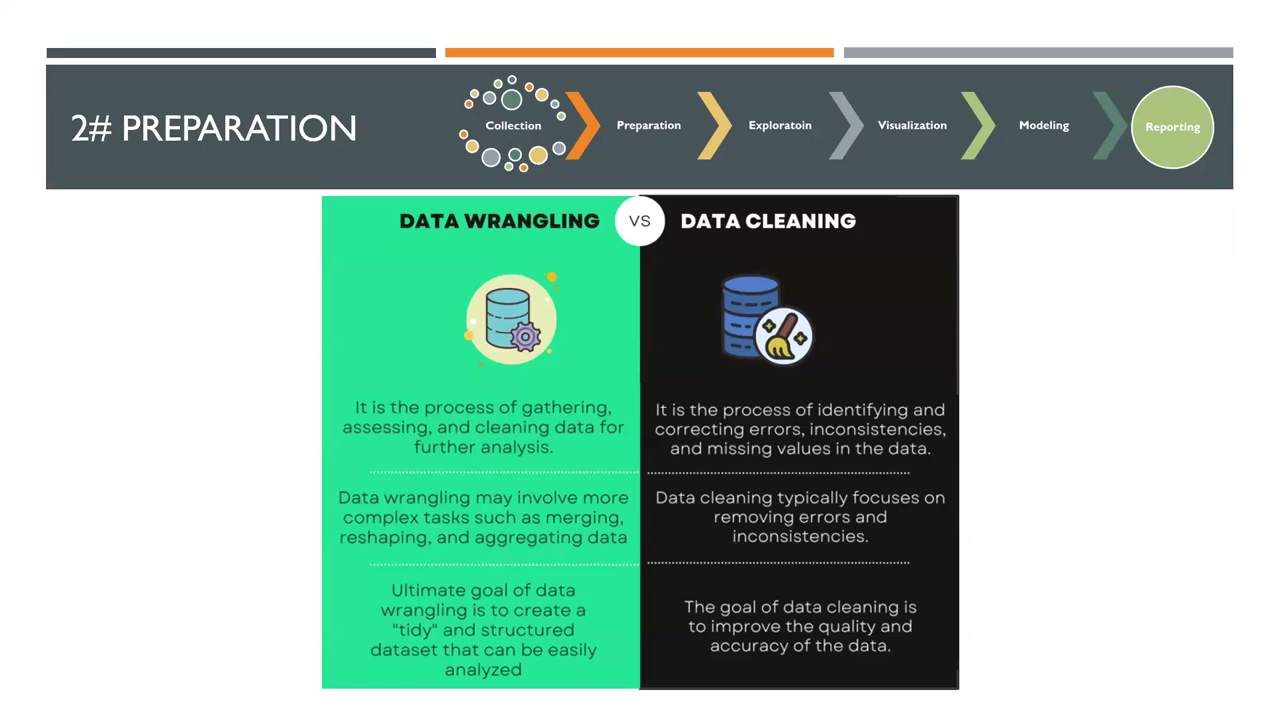 2# PREPARATION
Collection
Preparation
Exploratoin
Visualization
Modeling
Reporting
DATA WRANGLING
VS
DATA CLEANING
It is the process of gathering,
assessing, and cleaning data for
further analysis.
Data wrangling may involve more
complex tasks such as merging,
reshaping, and aggregating data
Ultimate goal of data
wrangling is to create a
"tidy" and structured
dataset that can be easily
analyzed
It is the process of identifying and
correcting errors, inconsistencies,
and missing values in the data.
Data cleaning typically focuses on
removing errors and
inconsistencies.
The goal of data cleaning is
to improve the quality and
accuracy of the data.